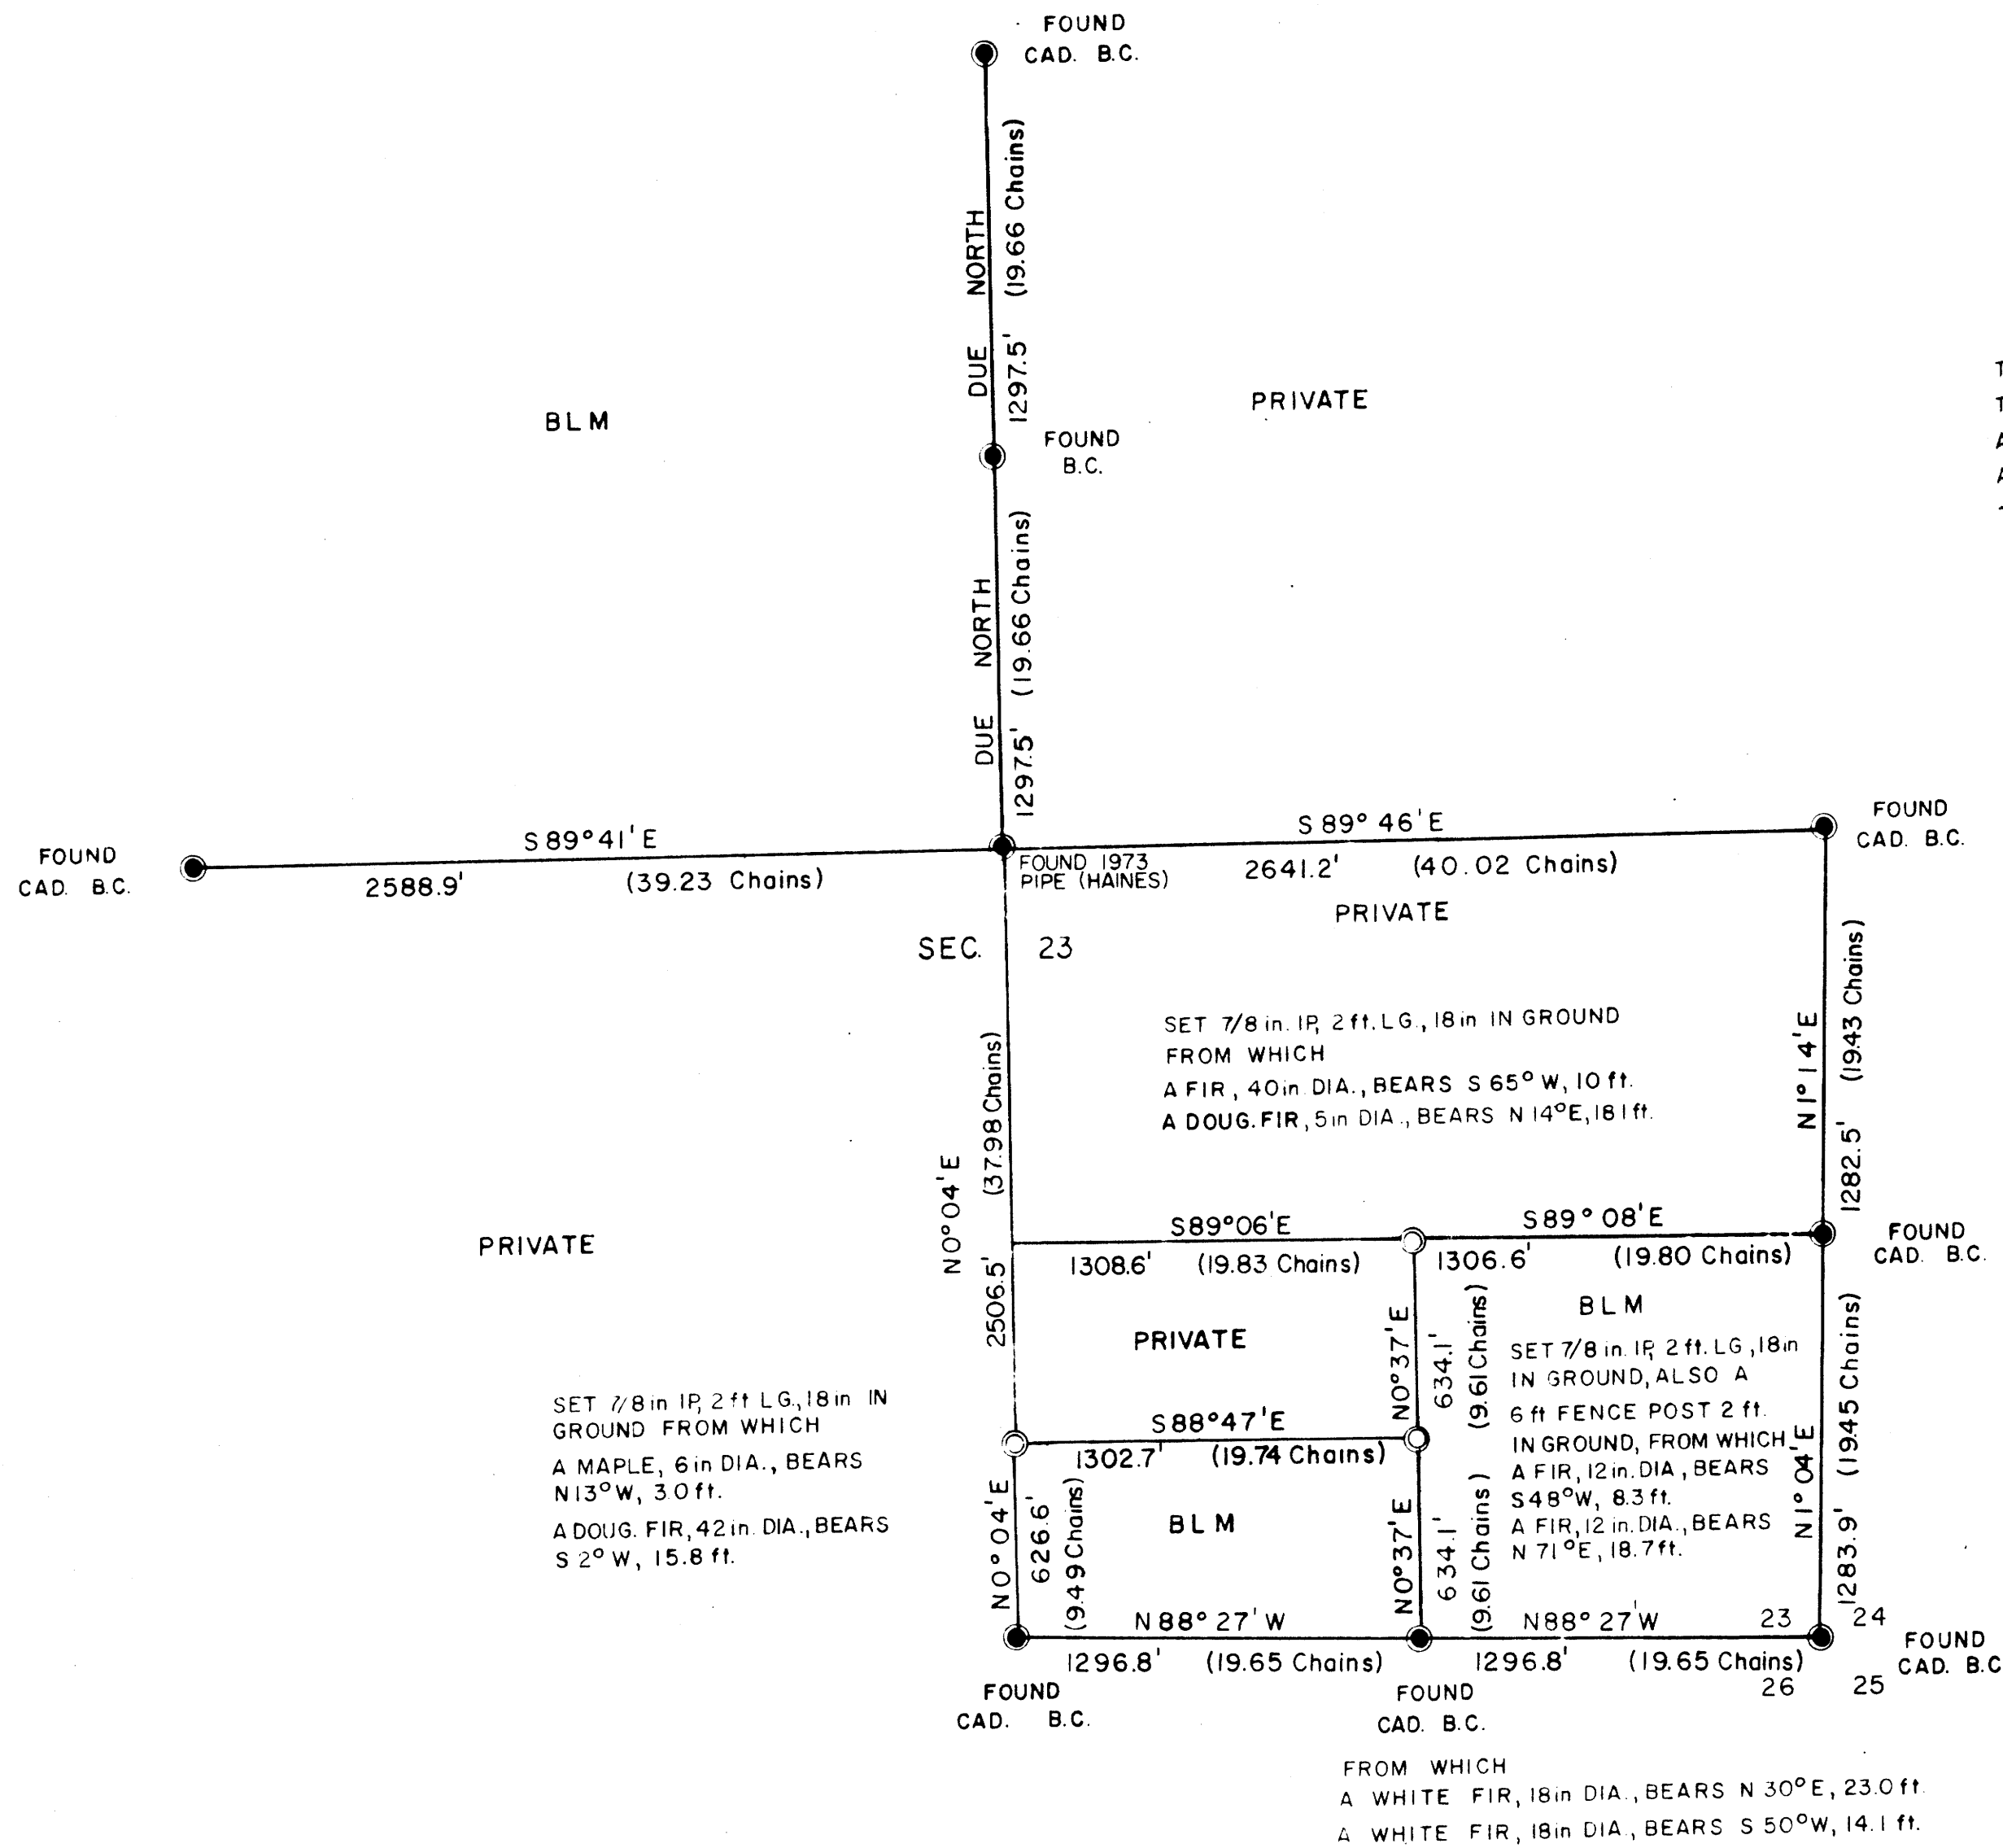 FOUND
CAD. B.C.
DUE NORTH
1297.5' (19.66 Chains)
BLM
PRIVATE
FOUND
B.C.
DUE NORTH
1297.5' (19.66 Chains)
FOUND
CAD. B.C.
S 89° 41' E
2588.9' (39.23 Chains)
FOUND 1973
PIPE (HAINES)
S 89° 46' E
2641.2' (40.02 Chains)
FOUND
CAD. B.C.
PRIVATE
SEC. 23
SET 7/8 in. IP, 2 ft. LG., 18 in IN GROUND
FROM WHICH
A FIR, 40 in. DIA., BEARS S 65° W, 10 ft.
A DOUG. FIR, 5 in DIA., BEARS N 14° E, 18.1 ft.
N 1° 14' E
1282.5' (19.43 Chains)
N 0° 04' E
2506.5' (37.98 Chains)
PRIVATE
S 89° 06' E
1308.6' (19.83 Chains)
S 89° 08' E
1306.6' (19.80 Chains)
FOUND
CAD. B.C.
PRIVATE
N 0° 37' E
634.1'
(9.61 Chains)
BLM
SET 7/8 in. IP, 2 ft. LG, 18 in
IN GROUND, ALSO A
6 ft FENCE POST 2 ft.
IN GROUND, FROM WHICH
A FIR, 12 in. DIA, BEARS
S 48° W, 8.3 ft.
A FIR, 12 in. DIA., BEARS
N 71° E, 18.7 ft.
N 1° 04' E
1283.9' (19.45 Chains)
SET 7/8 in IP, 2 ft LG., 18 in IN
GROUND FROM WHICH
A MAPLE, 6 in DIA., BEARS
N 13° W, 3.0 ft.
A DOUG. FIR, 42 in. DIA., BEARS
S 2° W, 15.8 ft.
S 88° 47' E
1302.7' (19.74 Chains)
N 0° 04' E
626.6'
(9.49 Chains)
BLM
N 0° 37' E
634.1'
(9.61 Chains)
N 88° 27' W
1296.8' (19.65 Chains)
N 88° 27' W
1296.8' (19.65 Chains)
23 24
26 25
FOUND
CAD. B.C
FOUND
CAD. B.C.
FOUND
CAD. B.C.
FROM WHICH
A WHITE FIR, 18 in DIA., BEARS N 30° E, 23.0 ft.
A WHITE FIR, 18 in DIA., BEARS S 50° W, 14.1 ft.